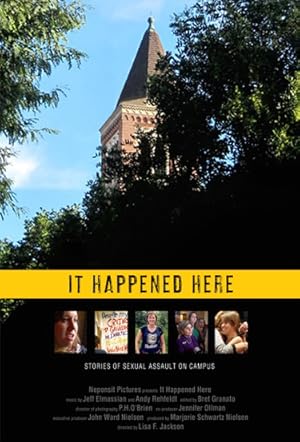 IT HAPPENED HERE
STORIES OF SEXUAL ASSAULT ON CAMPUS
Neponsit Pictures presents It Happened Here
music by Jeff Elmassian and Andy Rehfeldt edited by Bret Granato
director of photography P.H.O'Brien co-producer Jennifer Ollman
executive producer John Ward Nielsen produced by Marjorie Schwartz Nielsen
directed by Lisa F. Jackson